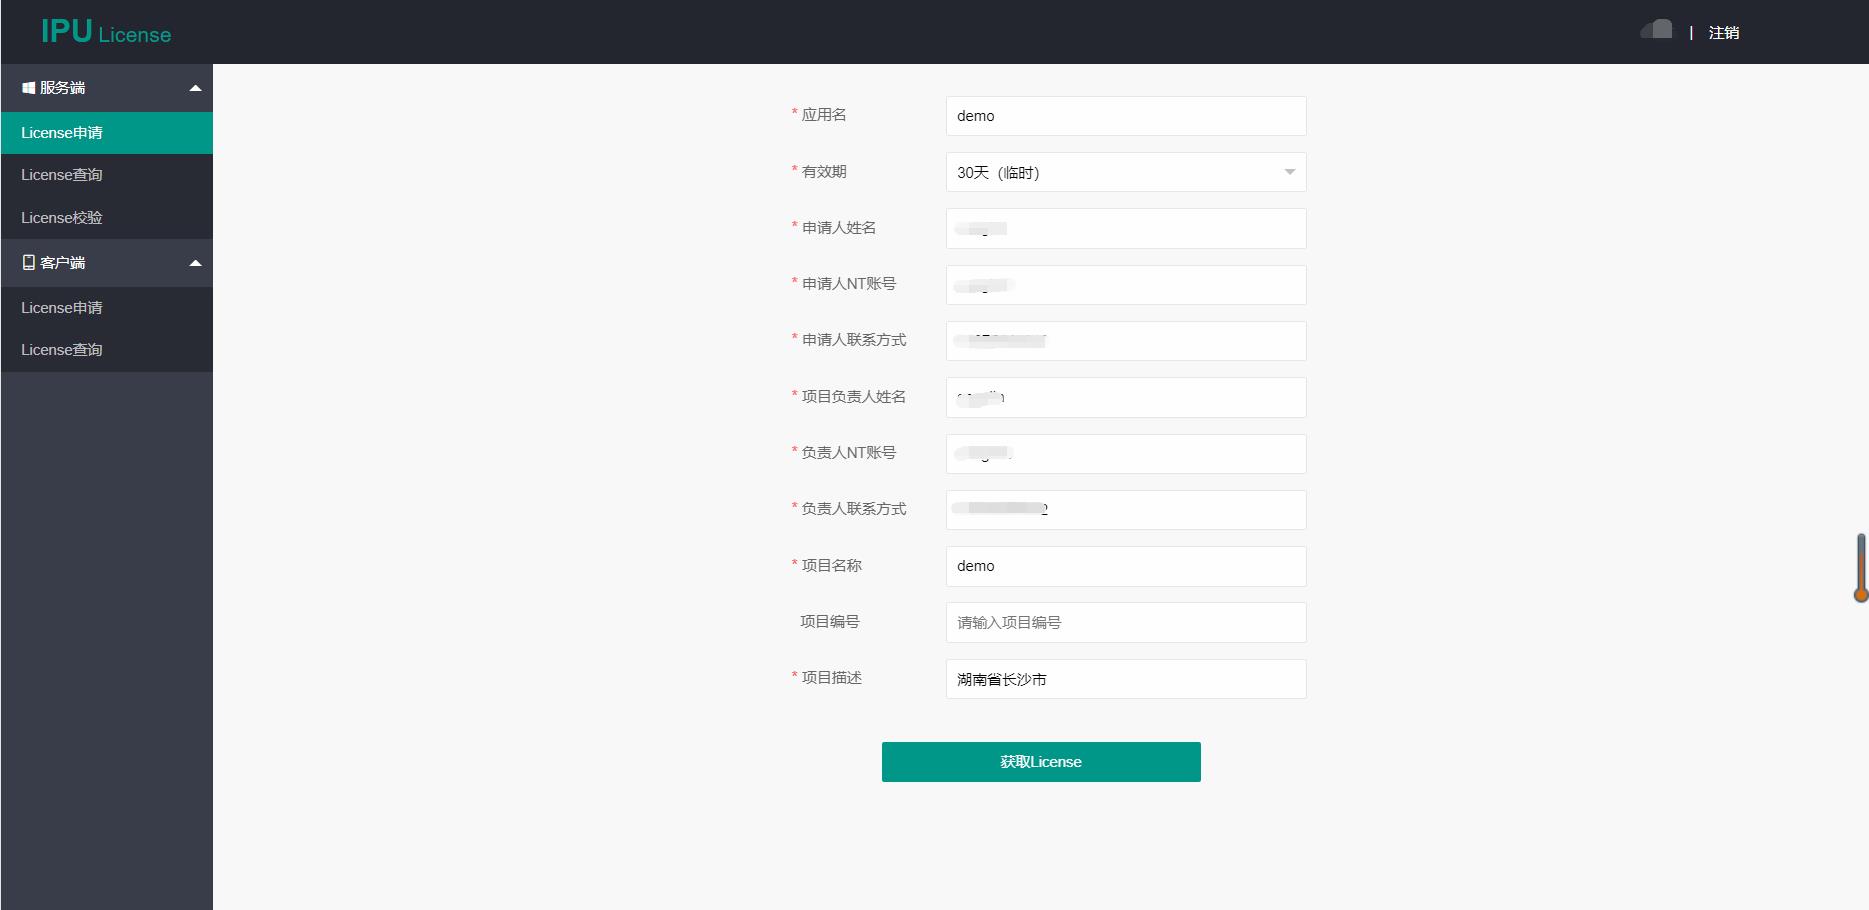 IPU License
| 注销
服务端
License申请
License查询
License校验
客户端
License申请
License查询
* 应用名 demo
* 有效期 30天（临时）
* 申请人姓名
* 申请人NT账号
* 申请人联系方式
* 项目负责人姓名
* 负责人NT账号
* 负责人联系方式
* 项目名称 demo
项目编号 请输入项目编号
* 项目描述 湖南省长沙市
获取License